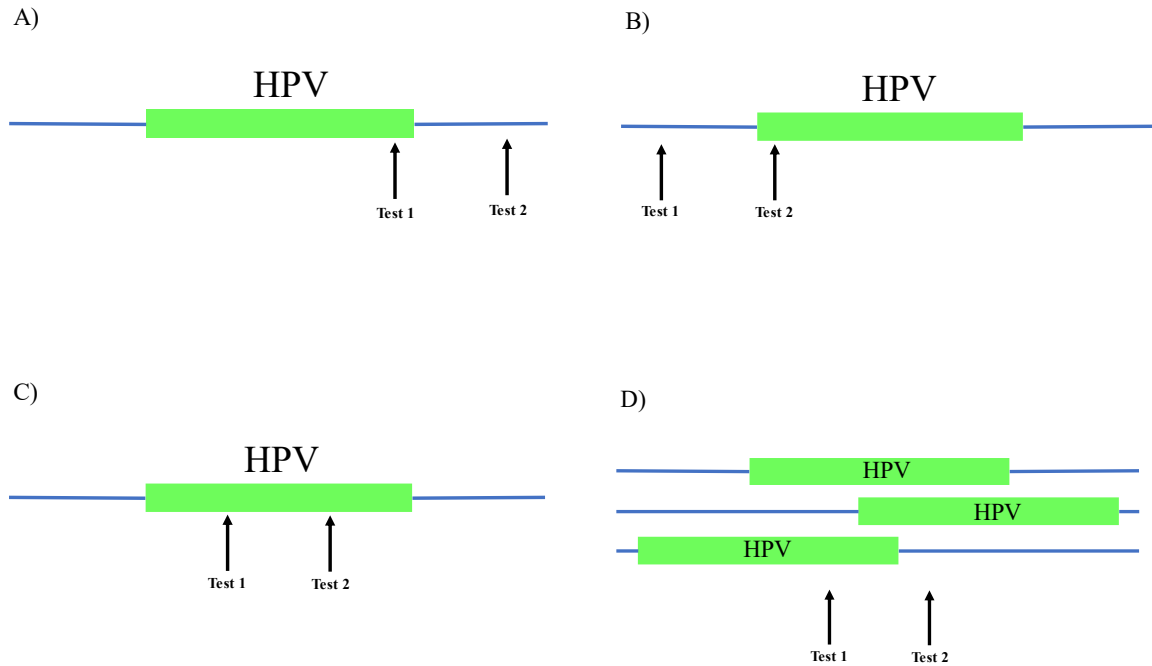 A)
HPV
Test 1
Test 2
B)
HPV
Test 1
Test 2
C)
HPV
Test 1
Test 2
D)
HPV
HPV
HPV
Test 1
Test 2